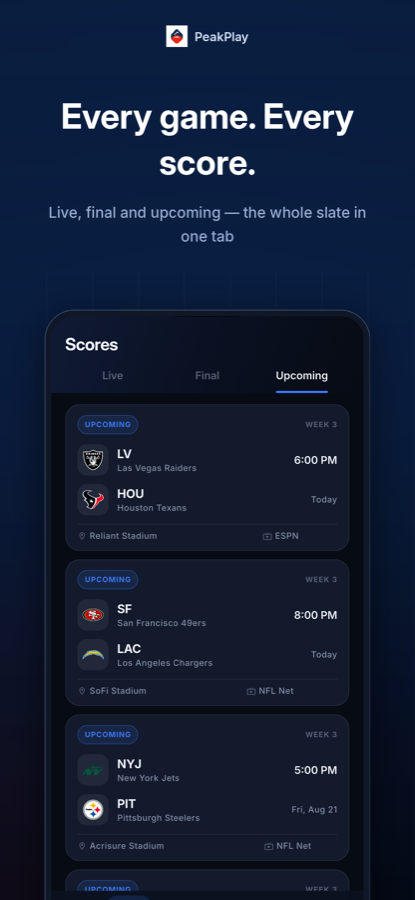 PeakPlay
Every game. Every
score.
Live, final and upcoming — the whole slate in
one tab
Scores
Live Final Upcoming
UPCOMING WEEK 3
LV 6:00 PM
Las Vegas Raiders
HOU Today
Houston Texans
Reliant Stadium ESPN
UPCOMING WEEK 3
SF 8:00 PM
San Francisco 49ers
LAC Today
Los Angeles Chargers
SoFi Stadium NFL Net
UPCOMING WEEK 3
NYJ 5:00 PM
New York Jets
PIT Fri, Aug 21
Pittsburgh Steelers
Acrisure Stadium NFL Net
UPCOMING WEEK 3